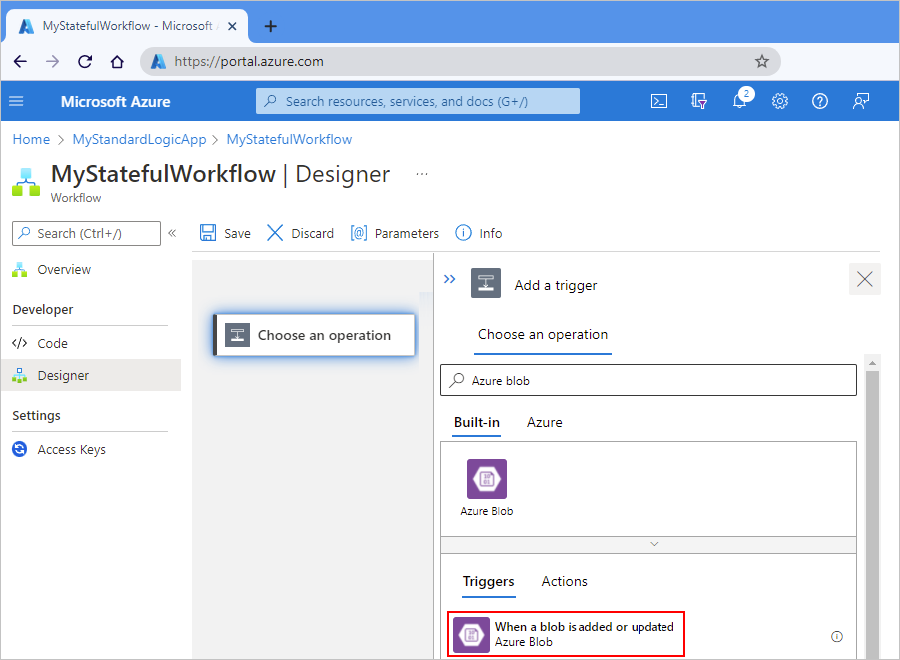 MyStatefulWorkflow - Microsoft
https://portal.azure.com
Microsoft Azure
Search resources, services, and docs (G+/)
2
Home > MyStandardLogicApp > MyStatefulWorkflow
MyStatefulWorkflow | Designer ...
Workflow
Search (Ctrl+/) «
Save Discard [@] Parameters Info
Overview
Developer
</> Code
Designer
Settings
Access Keys
Choose an operation
Add a trigger
Choose an operation
Azure blob
Built-in Azure
Azure Blob
Triggers Actions
When a blob is added or updated
Azure Blob